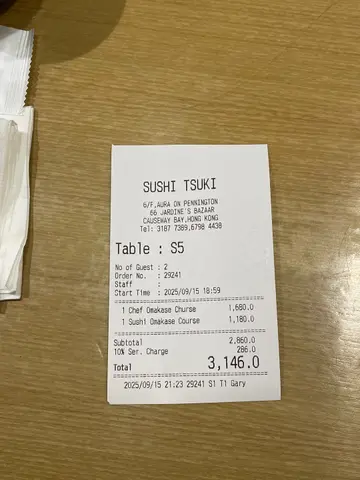 SUSHI TSUKI
6/F,AURA ON PENNINGTON
66 JARDINE'S BAZAAR
CAUSEWAY BAY,HONG KONG
Tel: 3187 7389,6798 4438
Table : S5
No of Guest : 2
Order No. : 29241
Staff :
Start Time : 2025/09/15 18:59
1 Chef Omakase Churse 1,680.0
1 Sushi Omakase Course 1,180.0
Subtotal 2,860.0
10% Ser. Charge 286.0
Total 3,146.0
2025/09/15 21:23 29241 S1 T1 Gary